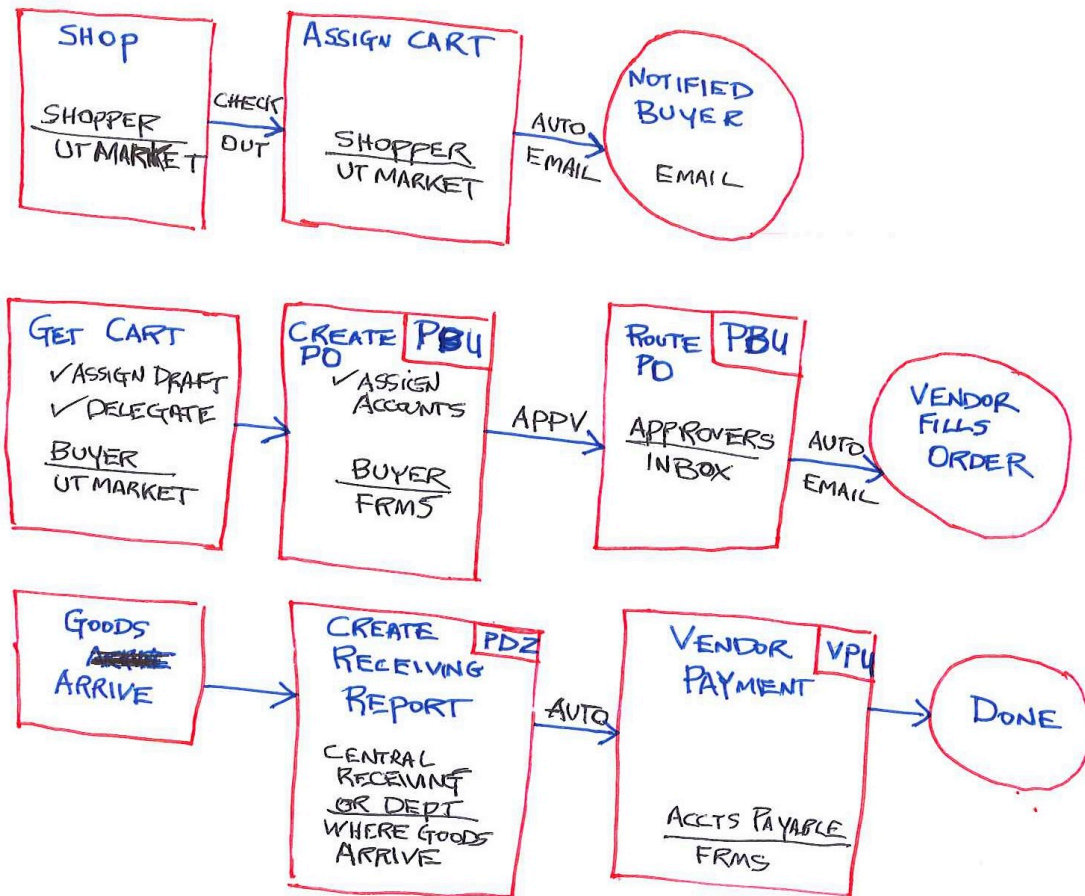 SHOP
SHOPPER
UT MARKET
CHECK
OUT
ASSIGN CART
SHOPPER
UT MARKET
AUTO
EMAIL
NOTIFIED
BUYER
EMAIL
GET CART
✓ASSIGN DRAFT
✓DELEGATE
BUYER
UT MARKET
CREATE
PO
PBU
✓ASSIGN
ACCOUNTS
BUYER
FRMS
APPV
ROUTE
PO
PBU
APPROVERS
INBOX
AUTO
EMAIL
VENDOR
FILLS
ORDER
GOODS
ARRIVE
CREATE
RECEIVING
REPORT
PDZ
CENTRAL
RECEIVING
OR DEPT
WHERE GOODS
ARRIVE
AUTO
VENDOR
PAYMENT
VPU
ACCTS PAYABLE
FRMS
DONE